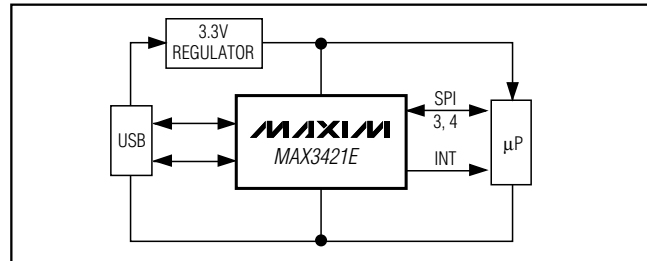 3.3V
REGULATOR
USB
MAXIM
MAX3421E
SPI
3, 4
INT
µP